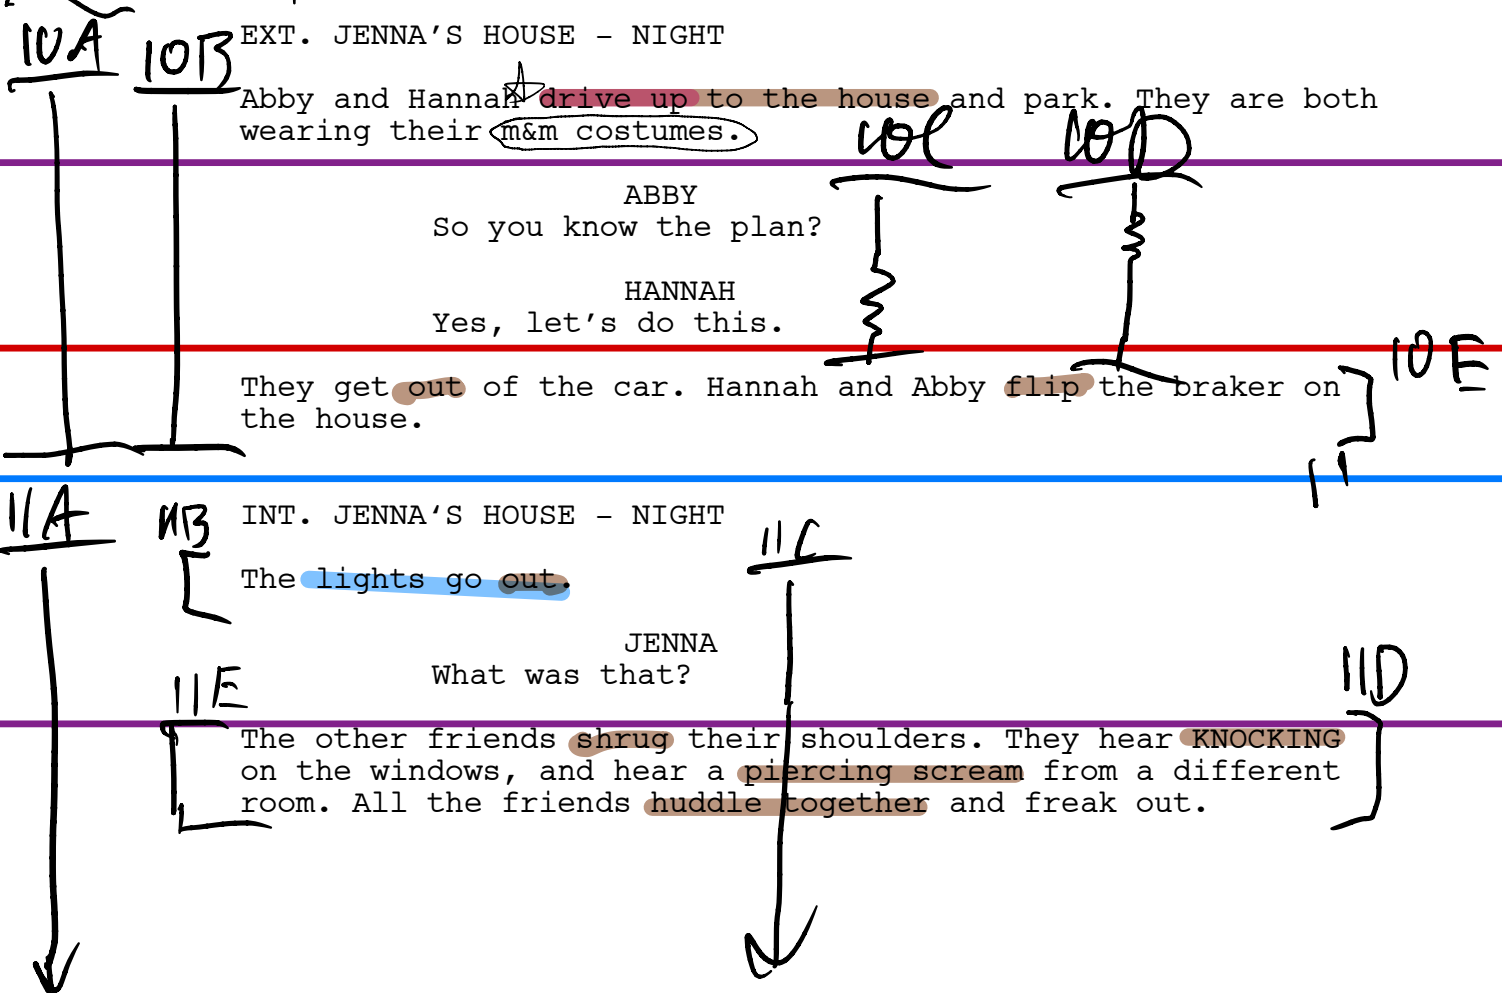 10A 10B EXT. JENNA’S HOUSE – NIGHT
Abby and Hannah drive up to the house and park. They are both
wearing their m&m costumes.
10C 10D
ABBY
So you know the plan?
HANNAH
Yes, let’s do this.
10E
They get out of the car. Hannah and Abby flip the braker on
the house.
11A 11B INT. JENNA‘S HOUSE – NIGHT
11C
The lights go out.
JENNA
What was that?
11E 11D
The other friends shrug their shoulders. They hear KNOCKING
on the windows, and hear a piercing scream from a different
room. All the friends huddle together and freak out.